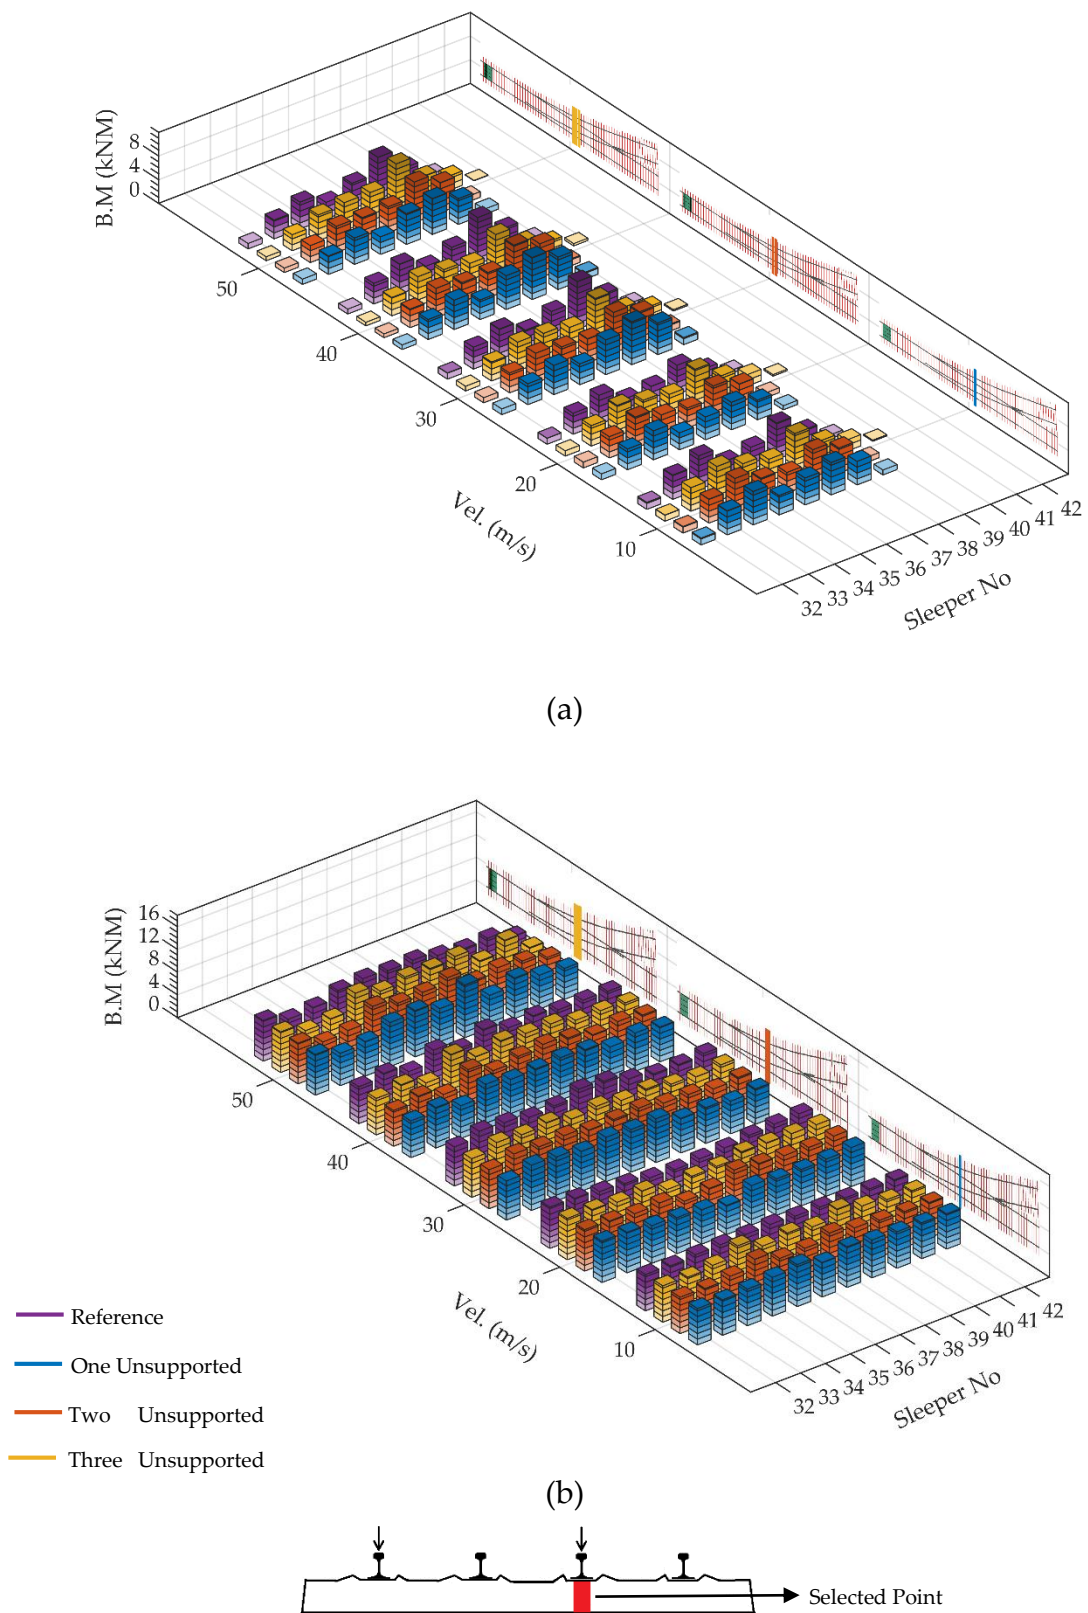 B.M (kNM)
8
4
0
50
40
30
20
10
Vel. (m/s)
32 33 34 35 36 37 38 39 40 41 42
Sleeper No
(a)
B.M (kNM)
16
12
8
4
0
50
40
30
20
10
Vel. (m/s)
32 33 34 35 36 37 38 39 40 41 42
Sleeper No
Reference
One Unsupported
Two Unsupported
Three Unsupported
(b)
Selected Point